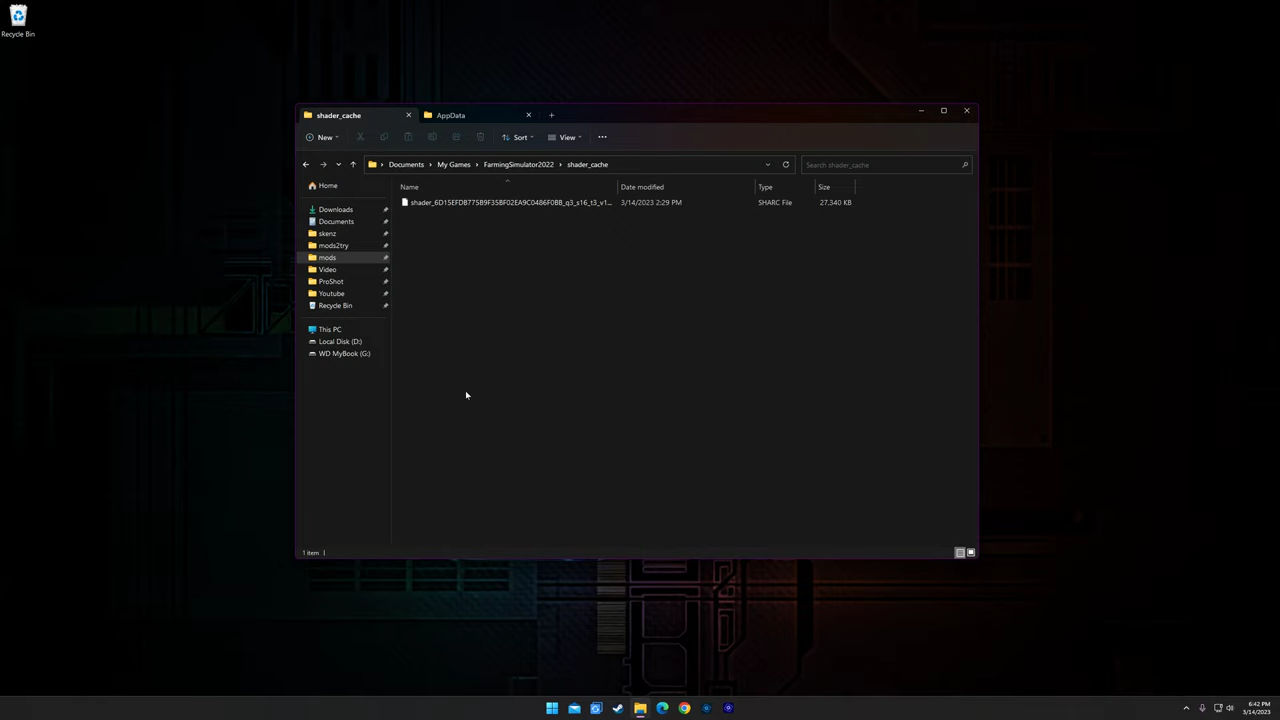 Recycle Bin
shader_cache
AppData
New
Sort
View
Documents
My Games
FarmingSimulator2022
shader_cache
Search shader_cache
Name
Date modified
Type
Size
shader_6D15EFDB775B9F35BF02EA9C0486F0BB_q3_s16_t3_v1...
3/14/2023 2:29 PM
SHARC File
27,340 KB
Home
Downloads
Documents
skenz
mods2try
mods
Video
ProShot
Youtube
Recycle Bin
This PC
Local Disk (D:)
WD MyBook (G:)
1 item
6:42 PM
3/14/2023